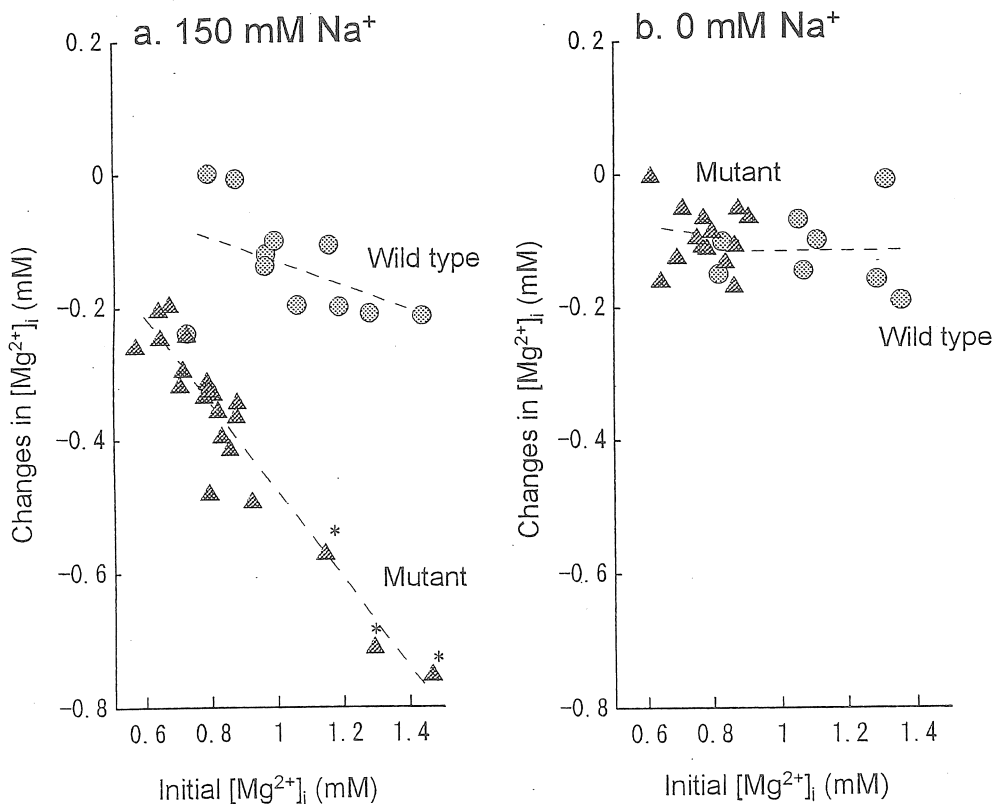 a. 150 mM Na⁺
0.2
0
−0.2
−0.4
−0.6
−0.8
Changes in [Mg²⁺]ᵢ (mM)
Wild type
Mutant
*
*
*
0.6 0.8 1 1.2 1.4
Initial [Mg²⁺]ᵢ (mM)
b. 0 mM Na⁺
0.2
0
−0.2
−0.4
−0.6
−0.8
Changes in [Mg²⁺]ᵢ (mM)
Mutant
Wild type
0.6 0.8 1 1.2 1.4
Initial [Mg²⁺]ᵢ (mM)